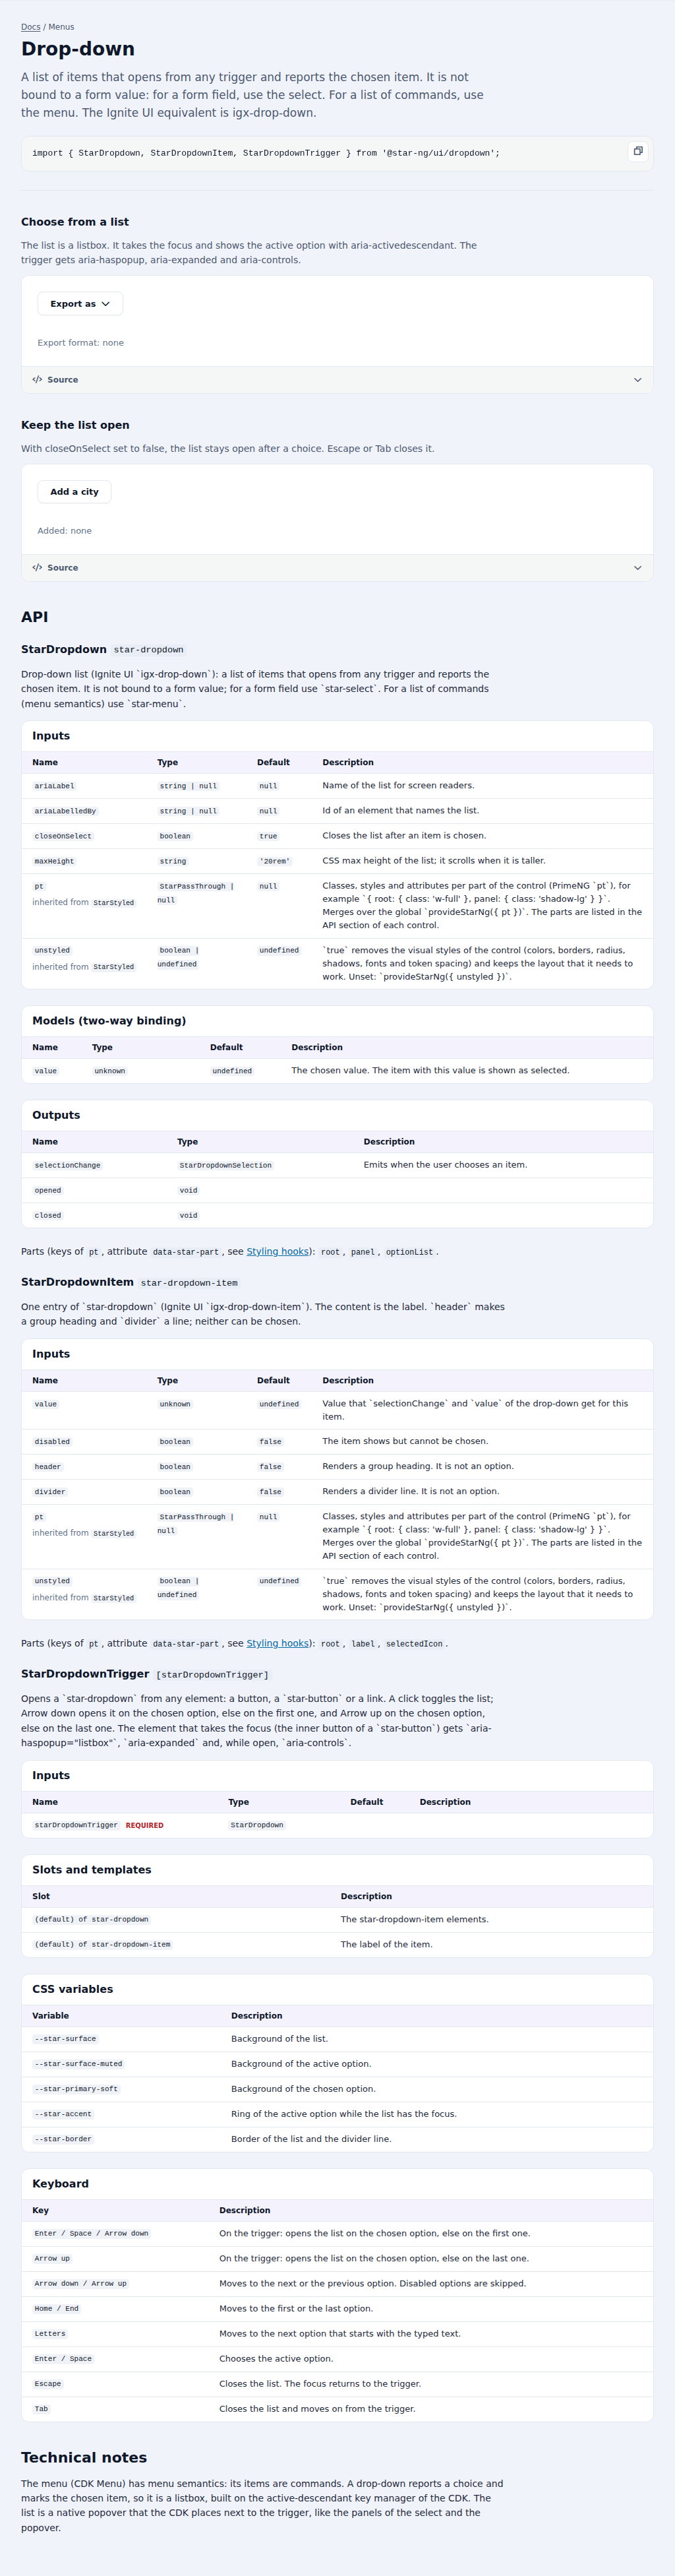 Docs / Menus
Drop-down
A list of items that opens from any trigger and reports the chosen item. It is not
bound to a form value: for a form field, use the select. For a list of commands, use
the menu. The Ignite UI equivalent is igx-drop-down.
import { StarDropdown, StarDropdownItem, StarDropdownTrigger } from '@star-ng/ui/dropdown';
Choose from a list
The list is a listbox. It takes the focus and shows the active option with aria-activedescendant. The
trigger gets aria-haspopup, aria-expanded and aria-controls.
Export as
Export format: none
Source
Keep the list open
With closeOnSelect set to false, the list stays open after a choice. Escape or Tab closes it.
Add a city
Added: none
Source
API
StarDropdown star-dropdown
Drop-down list (Ignite UI `igx-drop-down`): a list of items that opens from any trigger and reports the
chosen item. It is not bound to a form value; for a form field use `star-select`. For a list of commands
(menu semantics) use `star-menu`.
Inputs
Name Type Default Description
ariaLabel string | null null Name of the list for screen readers.
ariaLabelledBy string | null null Id of an element that names the list.
closeOnSelect boolean true Closes the list after an item is chosen.
maxHeight string '20rem' CSS max height of the list; it scrolls when it is taller.
pt StarPassThrough | null Classes, styles and attributes per part of the control (PrimeNG `pt`), for
inherited from StarStyled null example `{ root: { class: 'w-full' }, panel: { class: 'shadow-lg' } }`.
Merges over the global `provideStarNg({ pt })`. The parts are listed in the
API section of each control.
unstyled boolean | undefined `true` removes the visual styles of the control (colors, borders, radius,
inherited from StarStyled undefined shadows, fonts and token spacing) and keeps the layout that it needs to
work. Unset: `provideStarNg({ unstyled })`.
Models (two-way binding)
Name Type Default Description
value unknown undefined The chosen value. The item with this value is shown as selected.
Outputs
Name Type Description
selectionChange StarDropdownSelection Emits when the user chooses an item.
opened void
closed void
Parts (keys of pt, attribute data-star-part, see Styling hooks): root, panel, optionList.
StarDropdownItem star-dropdown-item
One entry of `star-dropdown` (Ignite UI `igx-drop-down-item`). The content is the label. `header` makes
a group heading and `divider` a line; neither can be chosen.
Inputs
Name Type Default Description
value unknown undefined Value that `selectionChange` and `value` of the drop-down get for this
item.
disabled boolean false The item shows but cannot be chosen.
header boolean false Renders a group heading. It is not an option.
divider boolean false Renders a divider line. It is not an option.
pt StarPassThrough | null Classes, styles and attributes per part of the control (PrimeNG `pt`), for
inherited from StarStyled null example `{ root: { class: 'w-full' }, panel: { class: 'shadow-lg' } }`.
Merges over the global `provideStarNg({ pt })`. The parts are listed in the
API section of each control.
unstyled boolean | undefined `true` removes the visual styles of the control (colors, borders, radius,
inherited from StarStyled undefined shadows, fonts and token spacing) and keeps the layout that it needs to
work. Unset: `provideStarNg({ unstyled })`.
Parts (keys of pt, attribute data-star-part, see Styling hooks): root, label, selectedIcon.
StarDropdownTrigger [starDropdownTrigger]
Opens a `star-dropdown` from any element: a button, a `star-button` or a link. A click toggles the list;
Arrow down opens it on the chosen option, else on the first one, and Arrow up on the chosen option,
else on the last one. The element that takes the focus (the inner button of a `star-button`) gets `aria-
haspopup="listbox"`, `aria-expanded` and, while open, `aria-controls`.
Inputs
Name Type Default Description
starDropdownTrigger REQUIRED StarDropdown
Slots and templates
Slot Description
(default) of star-dropdown The star-dropdown-item elements.
(default) of star-dropdown-item The label of the item.
CSS variables
Variable Description
--star-surface Background of the list.
--star-surface-muted Background of the active option.
--star-primary-soft Background of the chosen option.
--star-accent Ring of the active option while the list has the focus.
--star-border Border of the list and the divider line.
Keyboard
Key Description
Enter / Space / Arrow down On the trigger: opens the list on the chosen option, else on the first one.
Arrow up On the trigger: opens the list on the chosen option, else on the last one.
Arrow down / Arrow up Moves to the next or the previous option. Disabled options are skipped.
Home / End Moves to the first or the last option.
Letters Moves to the next option that starts with the typed text.
Enter / Space Chooses the active option.
Escape Closes the list. The focus returns to the trigger.
Tab Closes the list and moves on from the trigger.
Technical notes
The menu (CDK Menu) has menu semantics: its items are commands. A drop-down reports a choice and
marks the chosen item, so it is a listbox, built on the active-descendant key manager of the CDK. The
list is a native popover that the CDK places next to the trigger, like the panels of the select and the
popover.